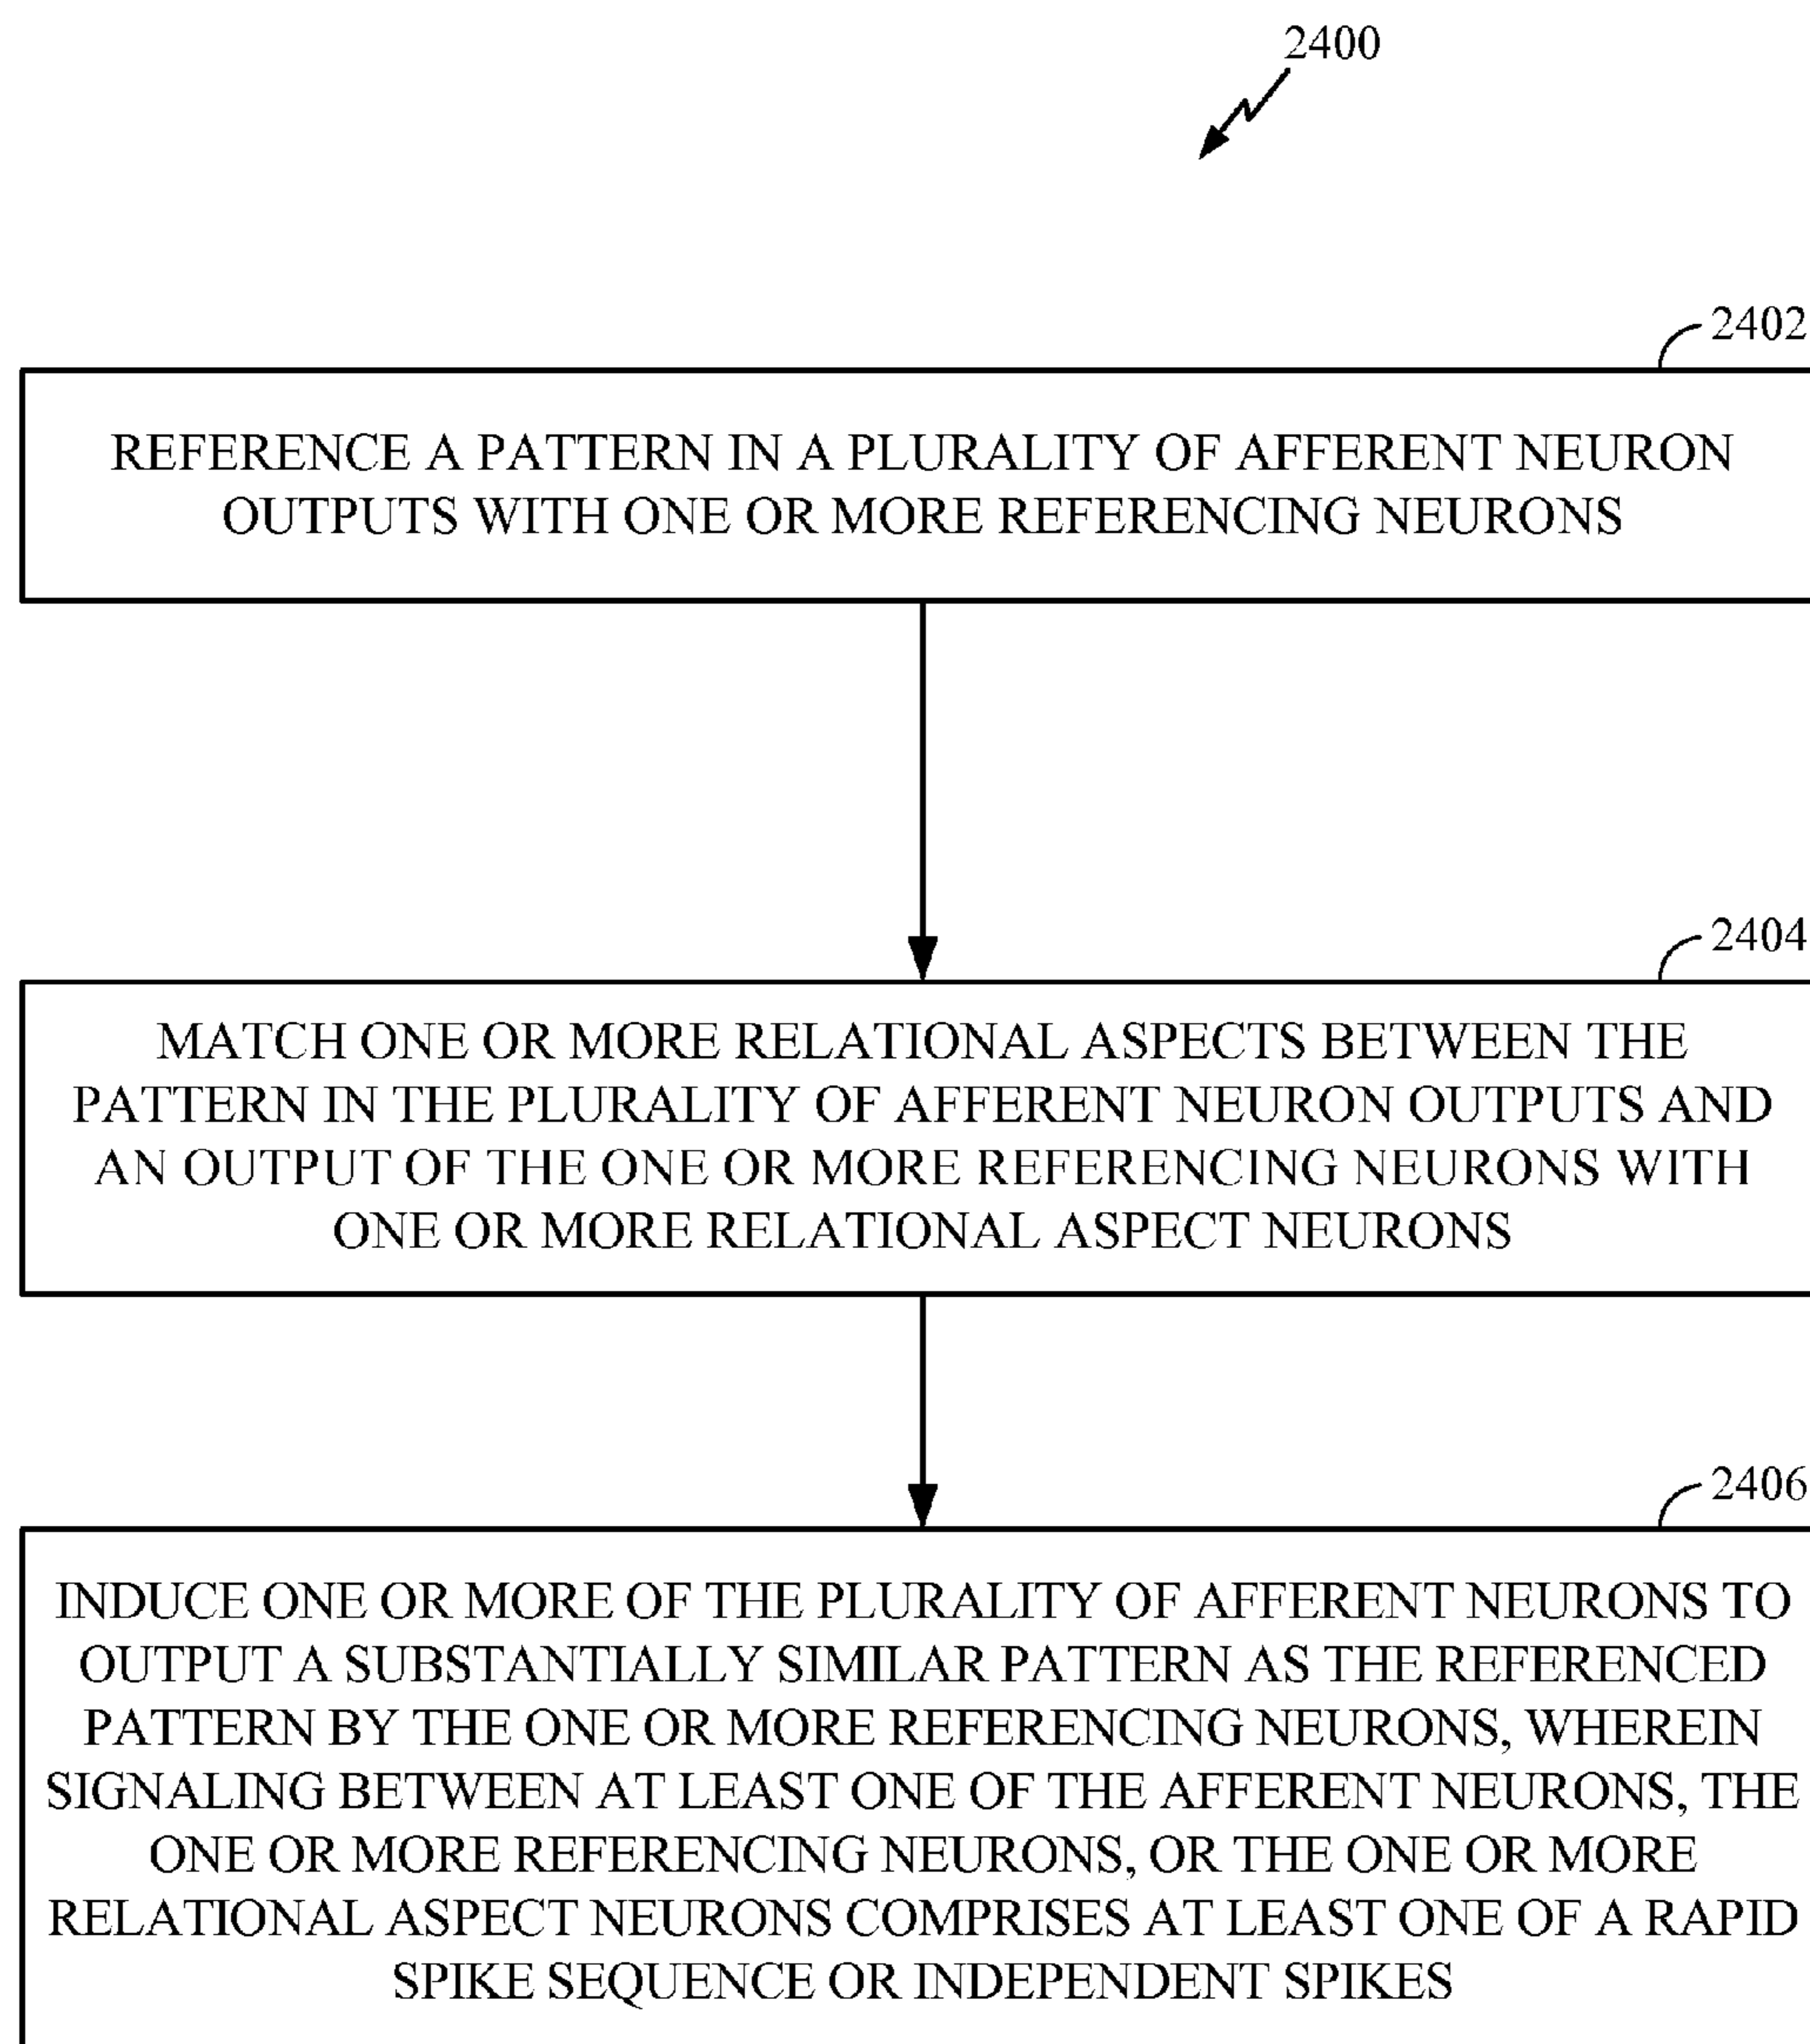 2400
2402
REFERENCE A PATTERN IN A PLURALITY OF AFFERENT NEURON
OUTPUTS WITH ONE OR MORE REFERENCING NEURONS
2404
MATCH ONE OR MORE RELATIONAL ASPECTS BETWEEN THE
PATTERN IN THE PLURALITY OF AFFERENT NEURON OUTPUTS AND
AN OUTPUT OF THE ONE OR MORE REFERENCING NEURONS WITH
ONE OR MORE RELATIONAL ASPECT NEURONS
2406
INDUCE ONE OR MORE OF THE PLURALITY OF AFFERENT NEURONS TO
OUTPUT A SUBSTANTIALLY SIMILAR PATTERN AS THE REFERENCED
PATTERN BY THE ONE OR MORE REFERENCING NEURONS, WHEREIN
SIGNALING BETWEEN AT LEAST ONE OF THE AFFERENT NEURONS, THE
ONE OR MORE REFERENCING NEURONS, OR THE ONE OR MORE
RELATIONAL ASPECT NEURONS COMPRISES AT LEAST ONE OF A RAPID
SPIKE SEQUENCE OR INDEPENDENT SPIKES